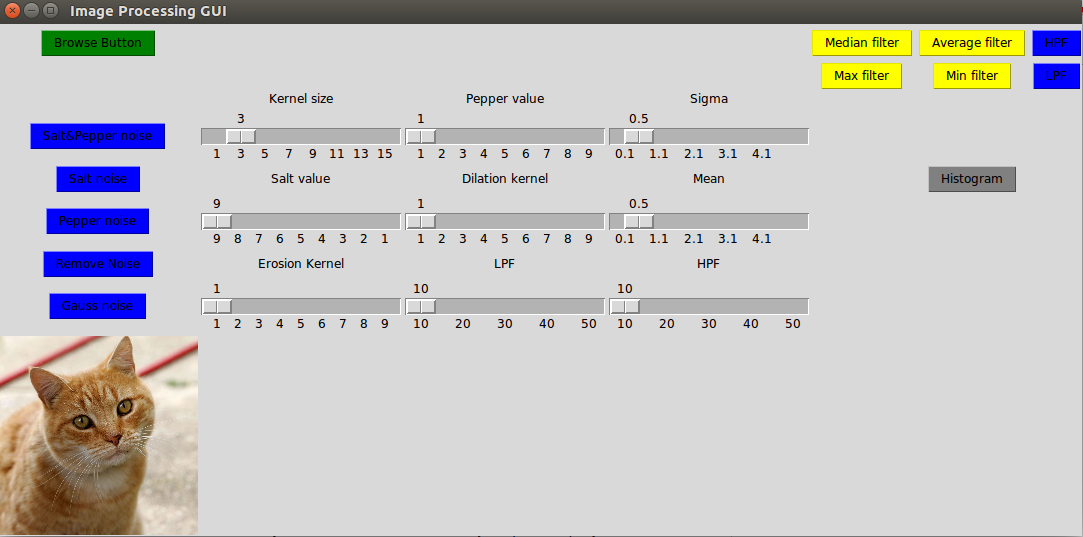 Image Processing GUI
Browse Button
Median filter Average filter HPF
Max filter Min filter LPF
Kernel size Pepper value Sigma
3 1 0.5
Salt&Pepper noise
1 3 5 7 9 11 13 15 1 2 3 4 5 6 7 8 9 0.1 1.1 2.1 3.1 4.1
Salt noise Salt value Dilation kernel Mean Histogram
9 1 0.5
Pepper noise
9 8 7 6 5 4 3 2 1 1 2 3 4 5 6 7 8 9 0.1 1.1 2.1 3.1 4.1
Remove Noise Erosion Kernel LPF HPF
1 10 10
Gauss noise
1 2 3 4 5 6 7 8 9 10 20 30 40 50 10 20 30 40 50